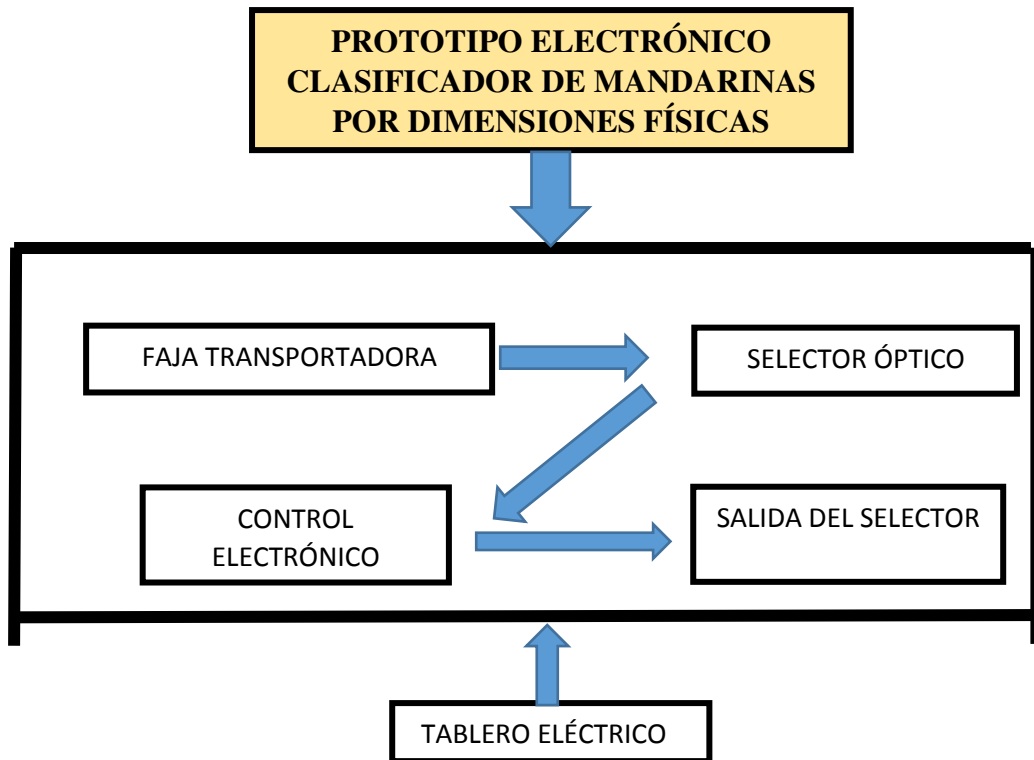 PROTOTIPO ELECTRÓNICO
CLASIFICADOR DE MANDARINAS
POR DIMENSIONES FÍSICAS
FAJA TRANSPORTADORA
SELECTOR ÓPTICO
CONTROL
ELECTRÓNICO
SALIDA DEL SELECTOR
TABLERO ELÉCTRICO